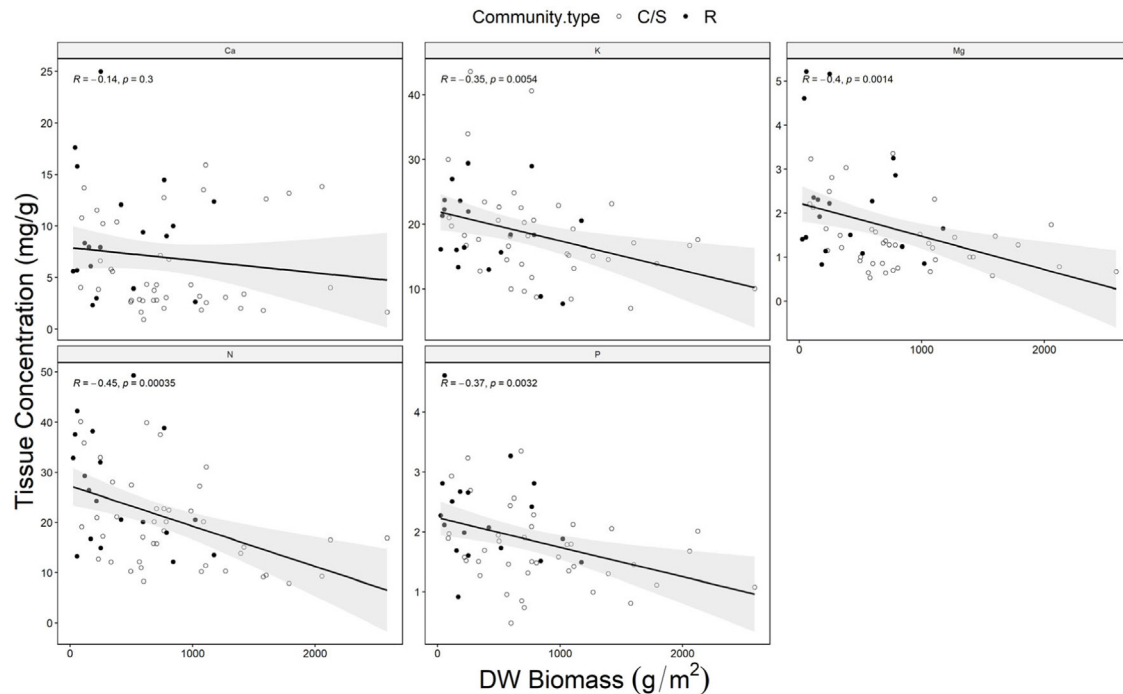 Community.type ○ C/S ● R
Ca
K
Mg
R = −0.14, p = 0.3
R = −0.35, p = 0.0054
R = −0.4, p = 0.0014
25
20
15
10
5
0
40
30
20
10
5
4
3
2
1
0
0 1000 2000
N
P
R = −0.45, p = 0.00035
R = −0.37, p = 0.0032
50
40
30
20
10
0
4
3
2
1
0 1000 2000
0 1000 2000
Tissue Concentration (mg/g)
DW Biomass (g/m²)